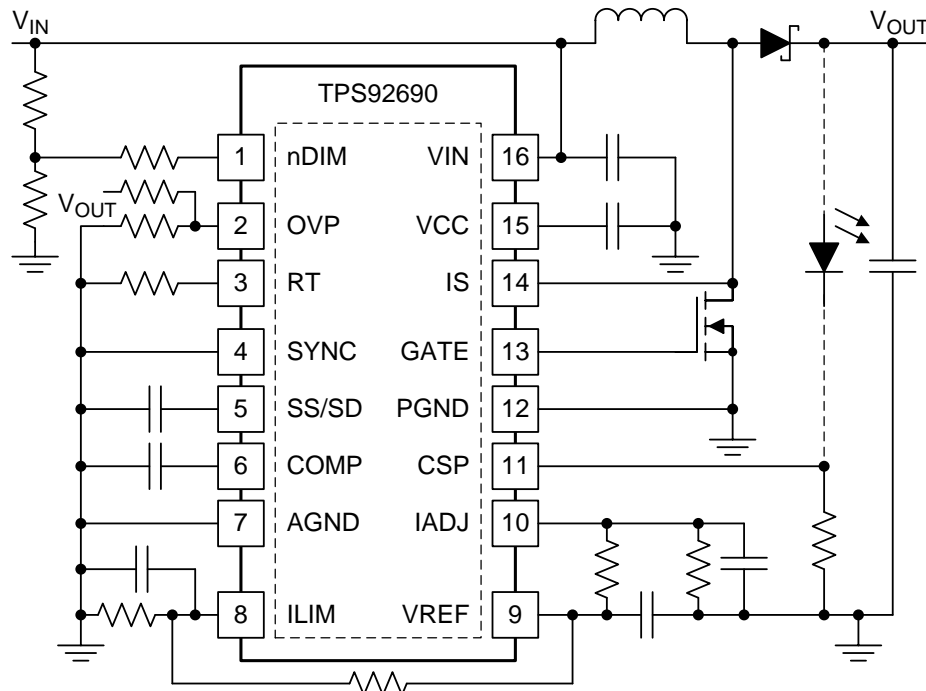 VIN
VOUT
TPS92690
1 nDIM VIN 16
VOUT
2 OVP VCC 15
3 RT IS 14
4 SYNC GATE 13
5 SS/SD PGND 12
6 COMP CSP 11
7 AGND IADJ 10
8 ILIM VREF 9